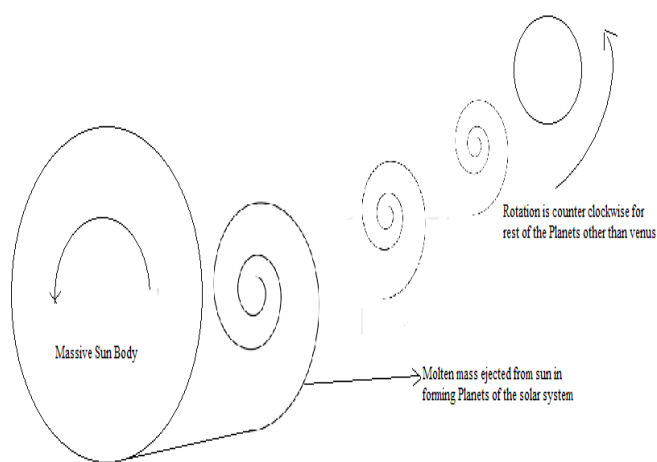 Rotation is counter clockwise for
rest of the Planets other than venus
Massive Sun Body
Molten mass ejected from sun in
forming Planets of the solar system